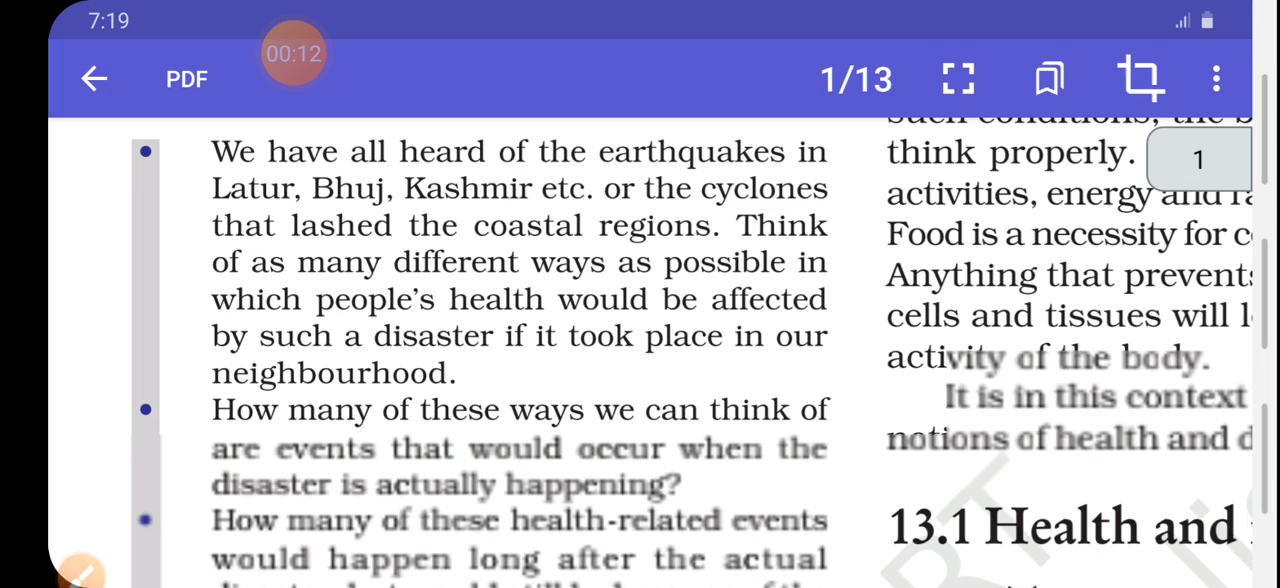 7:19
00:12
PDF
1/13
We have all heard of the earthquakes in
Latur, Bhuj, Kashmir etc. or the cyclones
that lashed the coastal regions. Think
of as many different ways as possible in
which people's health would be affected
by such a disaster if it took place in our
neighbourhood.
How many of these ways we can think of
are events that would occur when the
disaster is actually happening?
How many of these health-related events
would happen long after the actual
such conditions, the b
think properly.
1
activities, energy and
Food is a necessity for c
Anything that prevents
cells and tissues will l
activity of the body.
It is in this context
notions of health and d
13.1 Health and